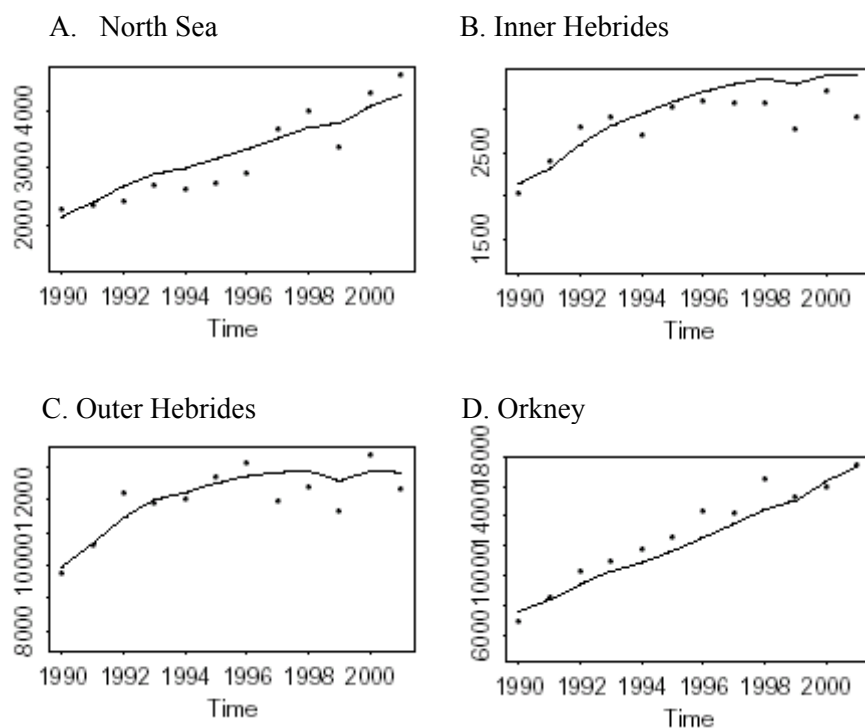 A. North Sea
B. Inner Hebrides
2000 3000 4000
1990 1992 1994 1996 1998 2000
Time
1500 2500
1990 1992 1994 1996 1998 2000
Time
C. Outer Hebrides
D. Orkney
8000 10000 12000
1990 1992 1994 1996 1998 2000
Time
6000 10000 14000 18000
1990 1992 1994 1996 1998 2000
Time